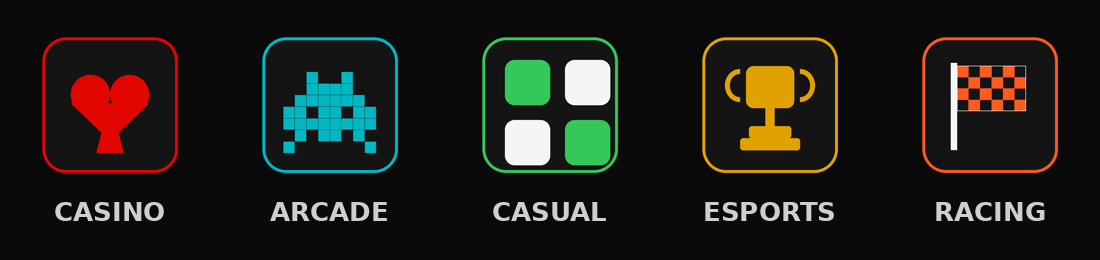 CASINO
ARCADE
CASUAL
ESPORTS
RACING